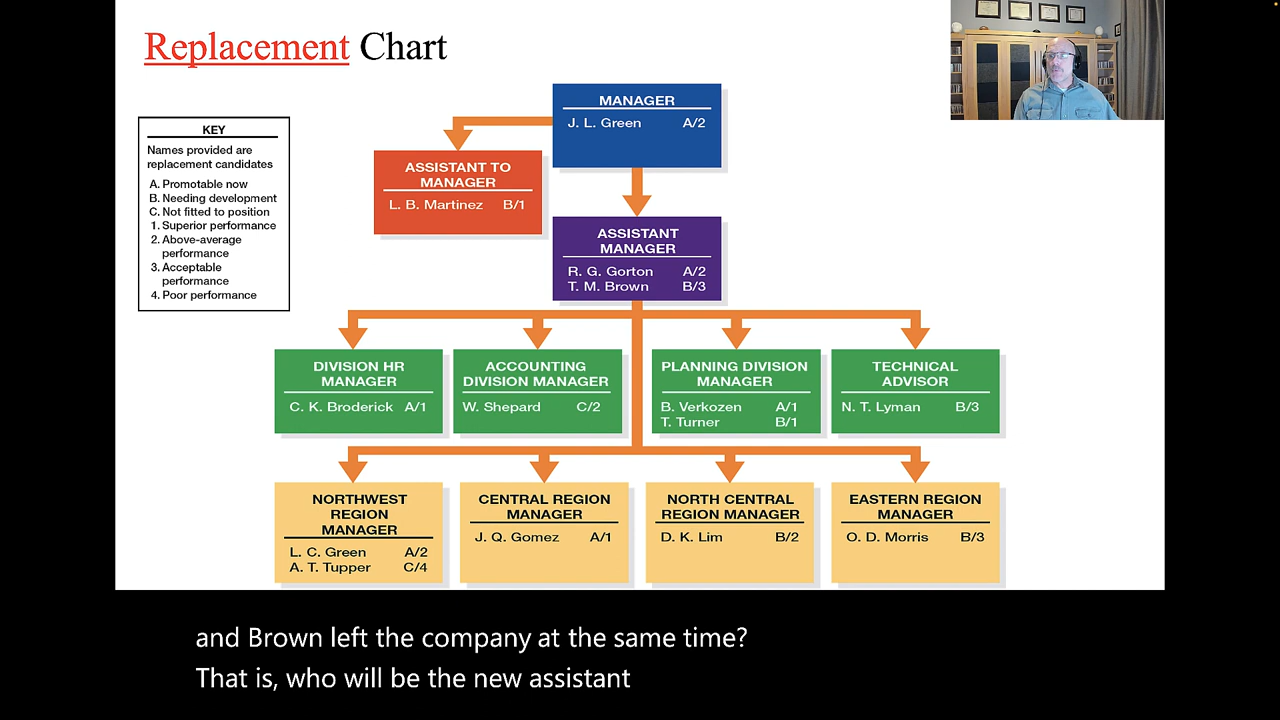 Replacement Chart
KEY
Names provided are
replacement candidates
A. Promotable now
B. Needing development
C. Not fitted to position
1. Superior performance
2. Above-average
performance
3. Acceptable
performance
4. Poor performance
MANAGER
J. L. Green A/2
ASSISTANT TO
MANAGER
L. B. Martinez B/1
ASSISTANT
MANAGER
R. G. Gorton A/2
T. M. Brown B/3
DIVISION HR
MANAGER
C. K. Broderick A/1
ACCOUNTING
DIVISION MANAGER
W. Shepard C/2
PLANNING DIVISION
MANAGER
B. Verkozen A/1
T. Turner B/1
TECHNICAL
ADVISOR
N. T. Lyman B/3
NORTHWEST
REGION
MANAGER
L. C. Green A/2
A. T. Tupper C/4
CENTRAL REGION
MANAGER
J. Q. Gomez A/1
NORTH CENTRAL
REGION MANAGER
D. K. Lim B/2
EASTERN REGION
MANAGER
O. D. Morris B/3
and Brown left the company at the same time?
That is, who will be the new assistant